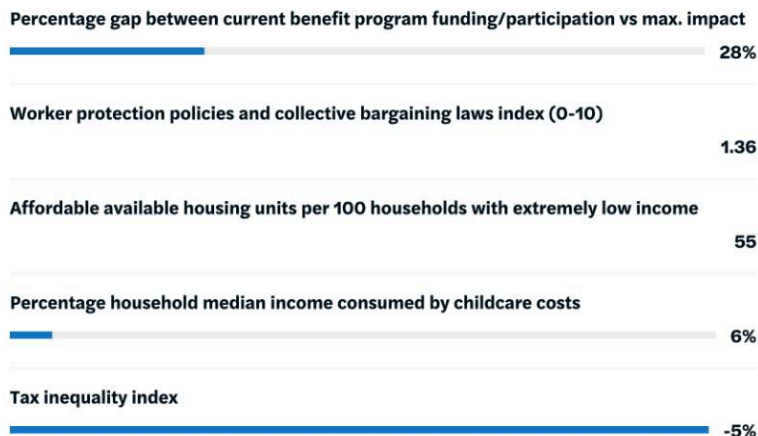 Percentage gap between current benefit program funding/participation vs max. impact
28%
Worker protection policies and collective bargaining laws index (0-10)
1.36
Affordable available housing units per 100 households with extremely low income
55
Percentage household median income consumed by childcare costs
6%
Tax inequality index
-5%